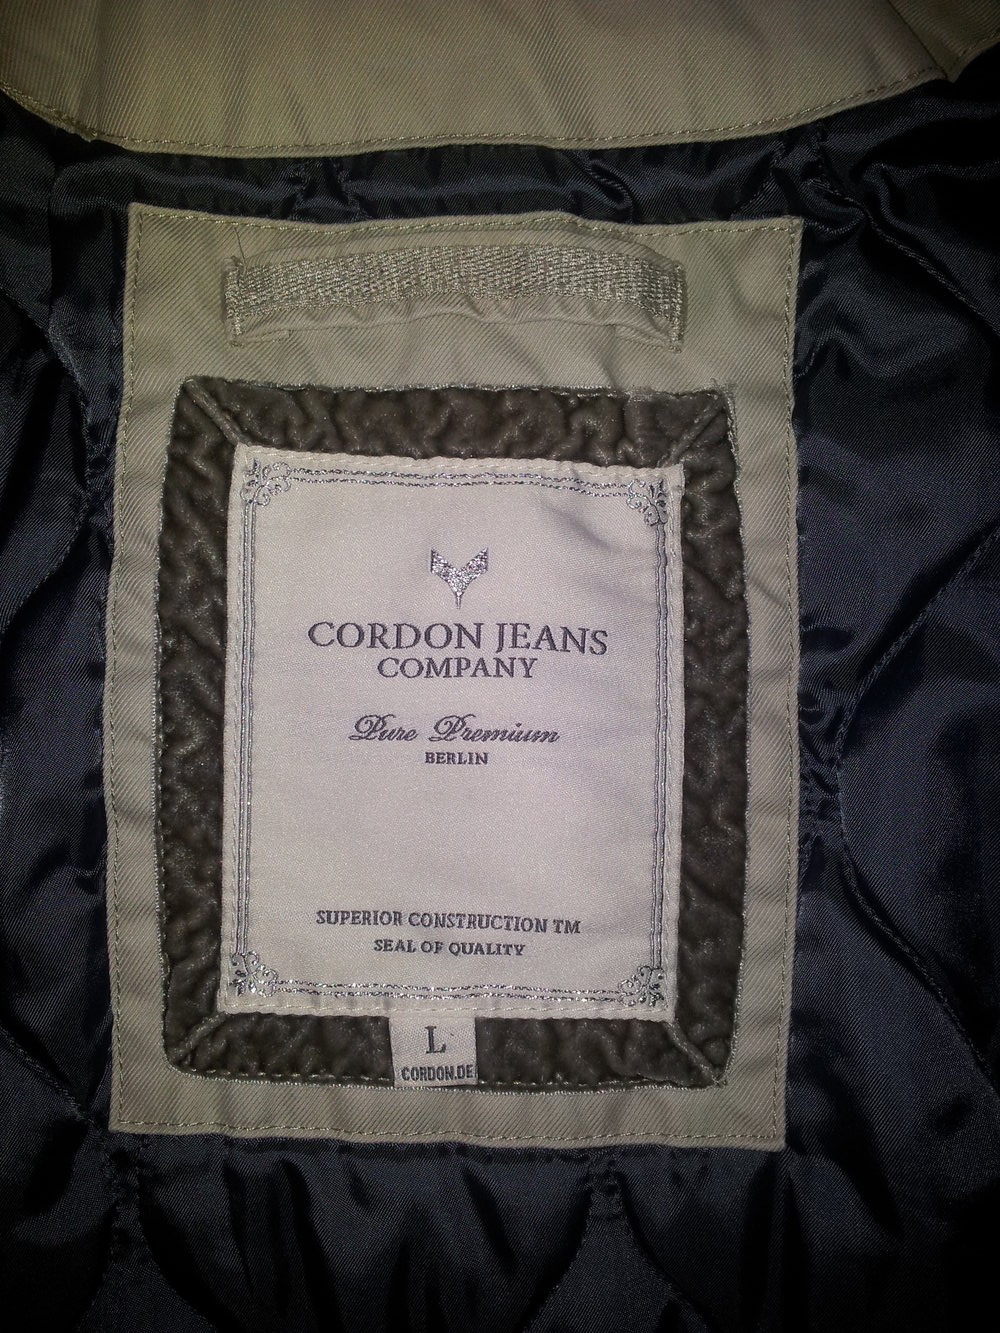 CORDON JEANS
COMPANY
Pure Premium
BERLIN
SUPERIOR CONSTRUCTION TM
SEAL OF QUALITY
L
CORDON.DE